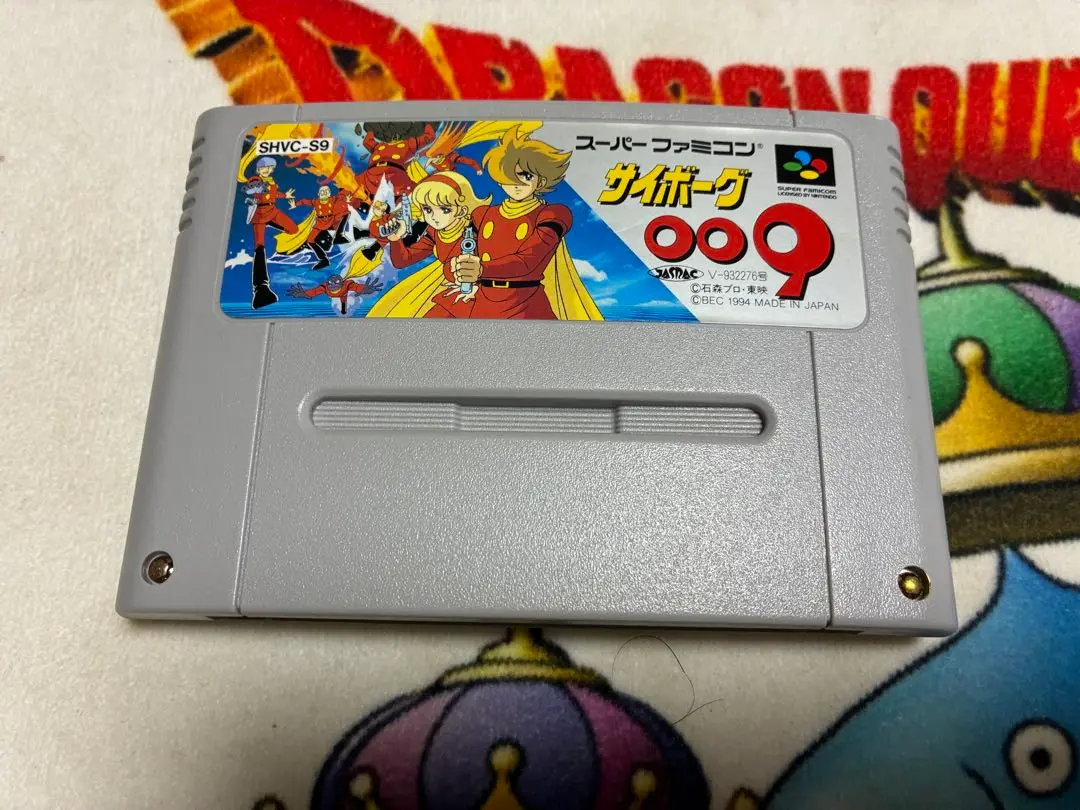 DRAGON QUE
SHVC-S9
スーパーファミコン®
サイボーグ
009
SUPER FAMICOM
LICENSED BY NINTENDO
JASRAC V-932276号
©石森プロ・東映
©BEC 1994 MADE IN JAPAN